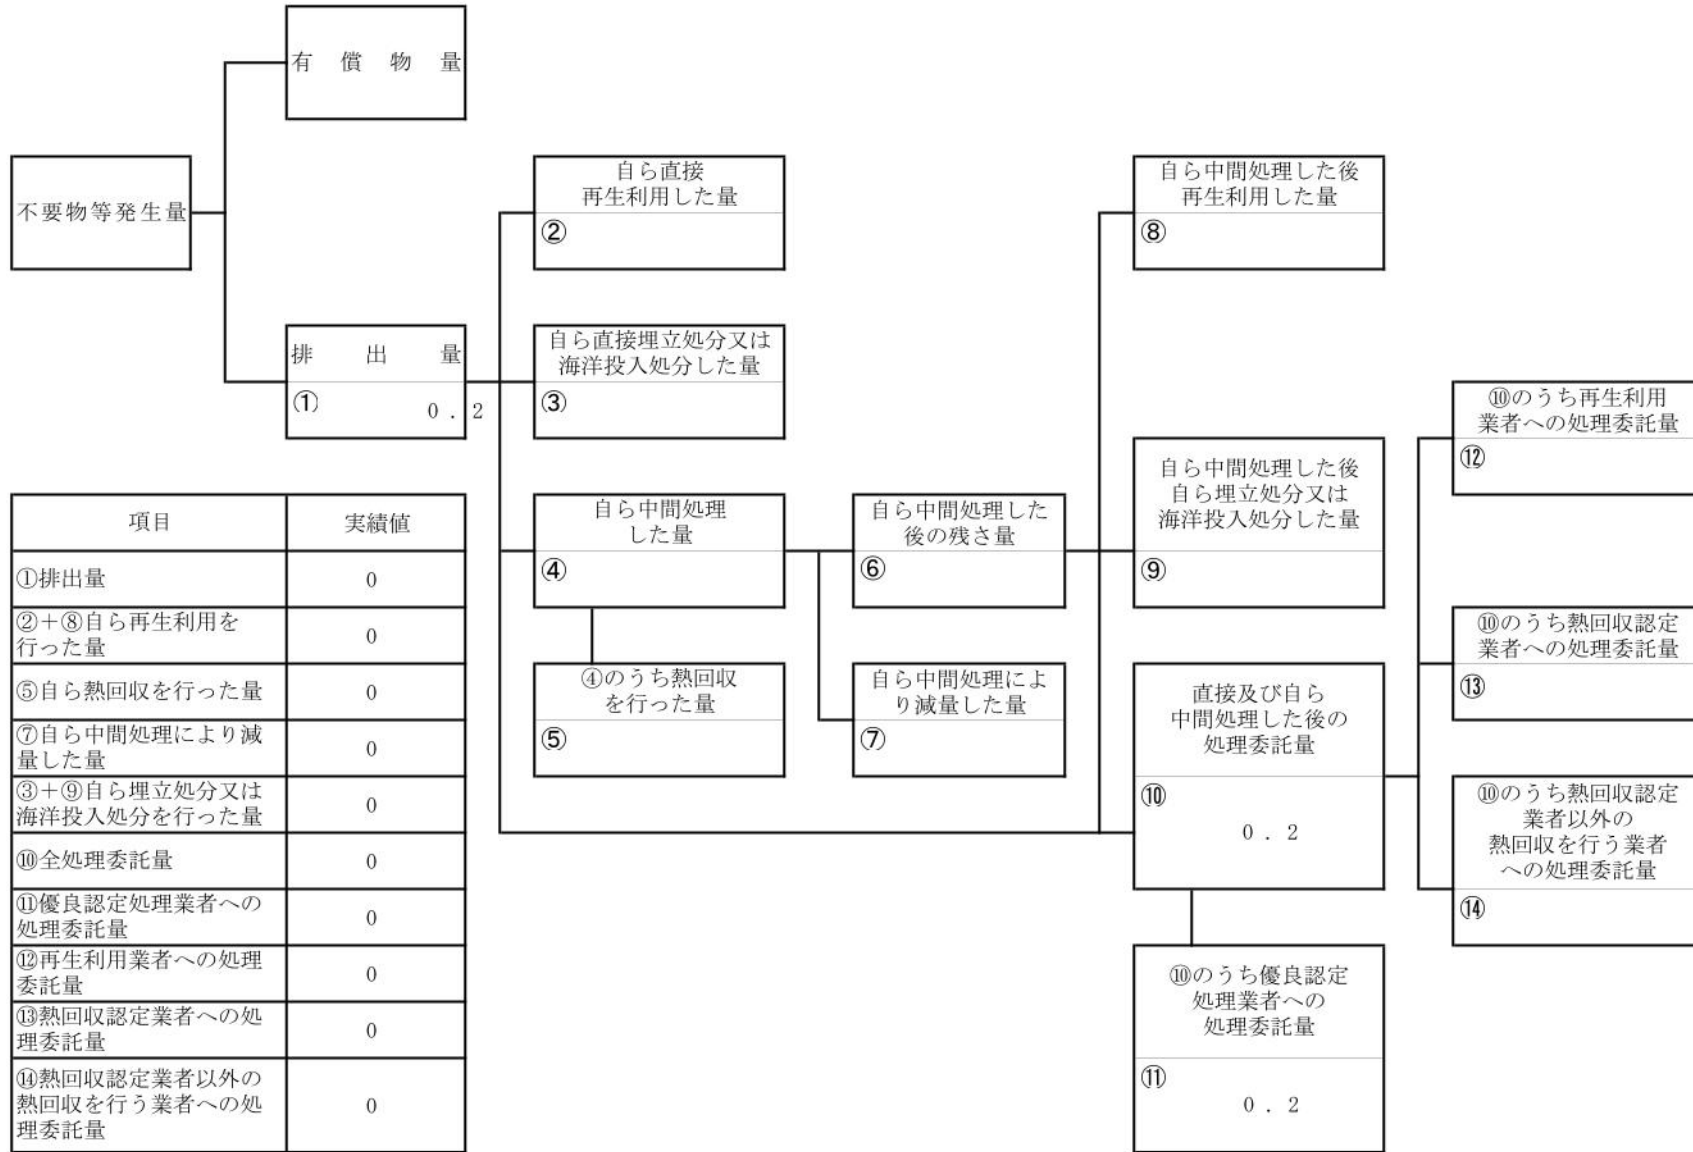 有償物量
不要物等発生量
自ら直接
再生利用した量
②
自ら中間処理した後
再生利用した量
⑧
排出量
① 0.2
自ら直接埋立処分又は
海洋投入処分した量
③
⑩のうち再生利用
業者への処理委託量
⑫
自ら中間処理
した量
④
自ら中間処理した
後の残さ量
⑥
自ら中間処理した後
自ら埋立処分又は
海洋投入処分した量
⑨
⑩のうち熱回収認定
業者への処理委託量
⑬
④のうち熱回収
を行った量
⑤
自ら中間処理によ
り減量した量
⑦
直接及び自ら
中間処理した後の
処理委託量
⑩
0.2
⑩のうち熱回収認定
業者以外の
熱回収を行う業者
への処理委託量
⑭
⑩のうち優良認定
処理業者への
処理委託量
⑪
0.2
項目 実績値
①排出量 0
②+⑧自ら再生利用を
行った量 0
⑤自ら熱回収を行った量 0
⑦自ら中間処理により減
量した量 0
③+⑨自ら埋立処分又は
海洋投入処分を行った量 0
⑩全処理委託量 0
⑪優良認定処理業者への
処理委託量 0
⑫再生利用業者への処理
委託量 0
⑬熱回収認定業者への処
理委託量 0
⑭熱回収認定業者以外の
熱回収を行う業者への処
理委託量 0